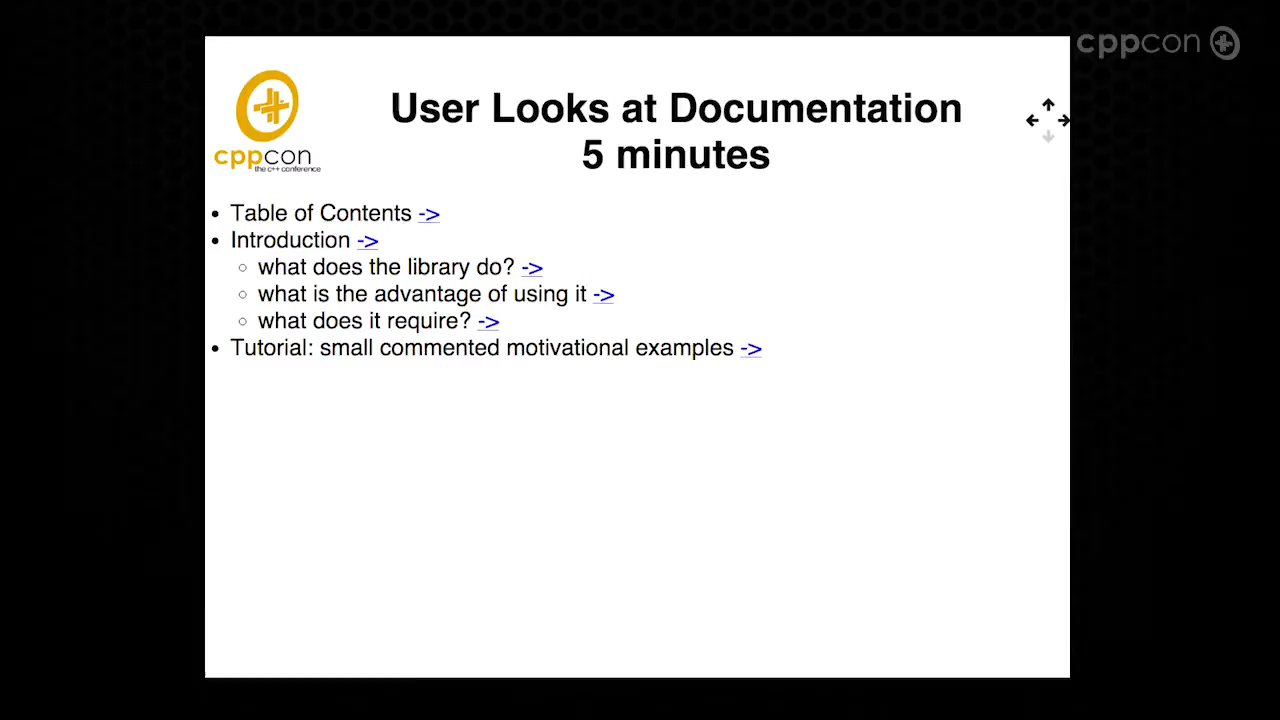 cppcon
User Looks at Documentation
5 minutes
cppcon
the c++ conference
• Table of Contents ->
• Introduction ->
○ what does the library do? ->
○ what is the advantage of using it ->
○ what does it require? ->
• Tutorial: small commented motivational examples ->